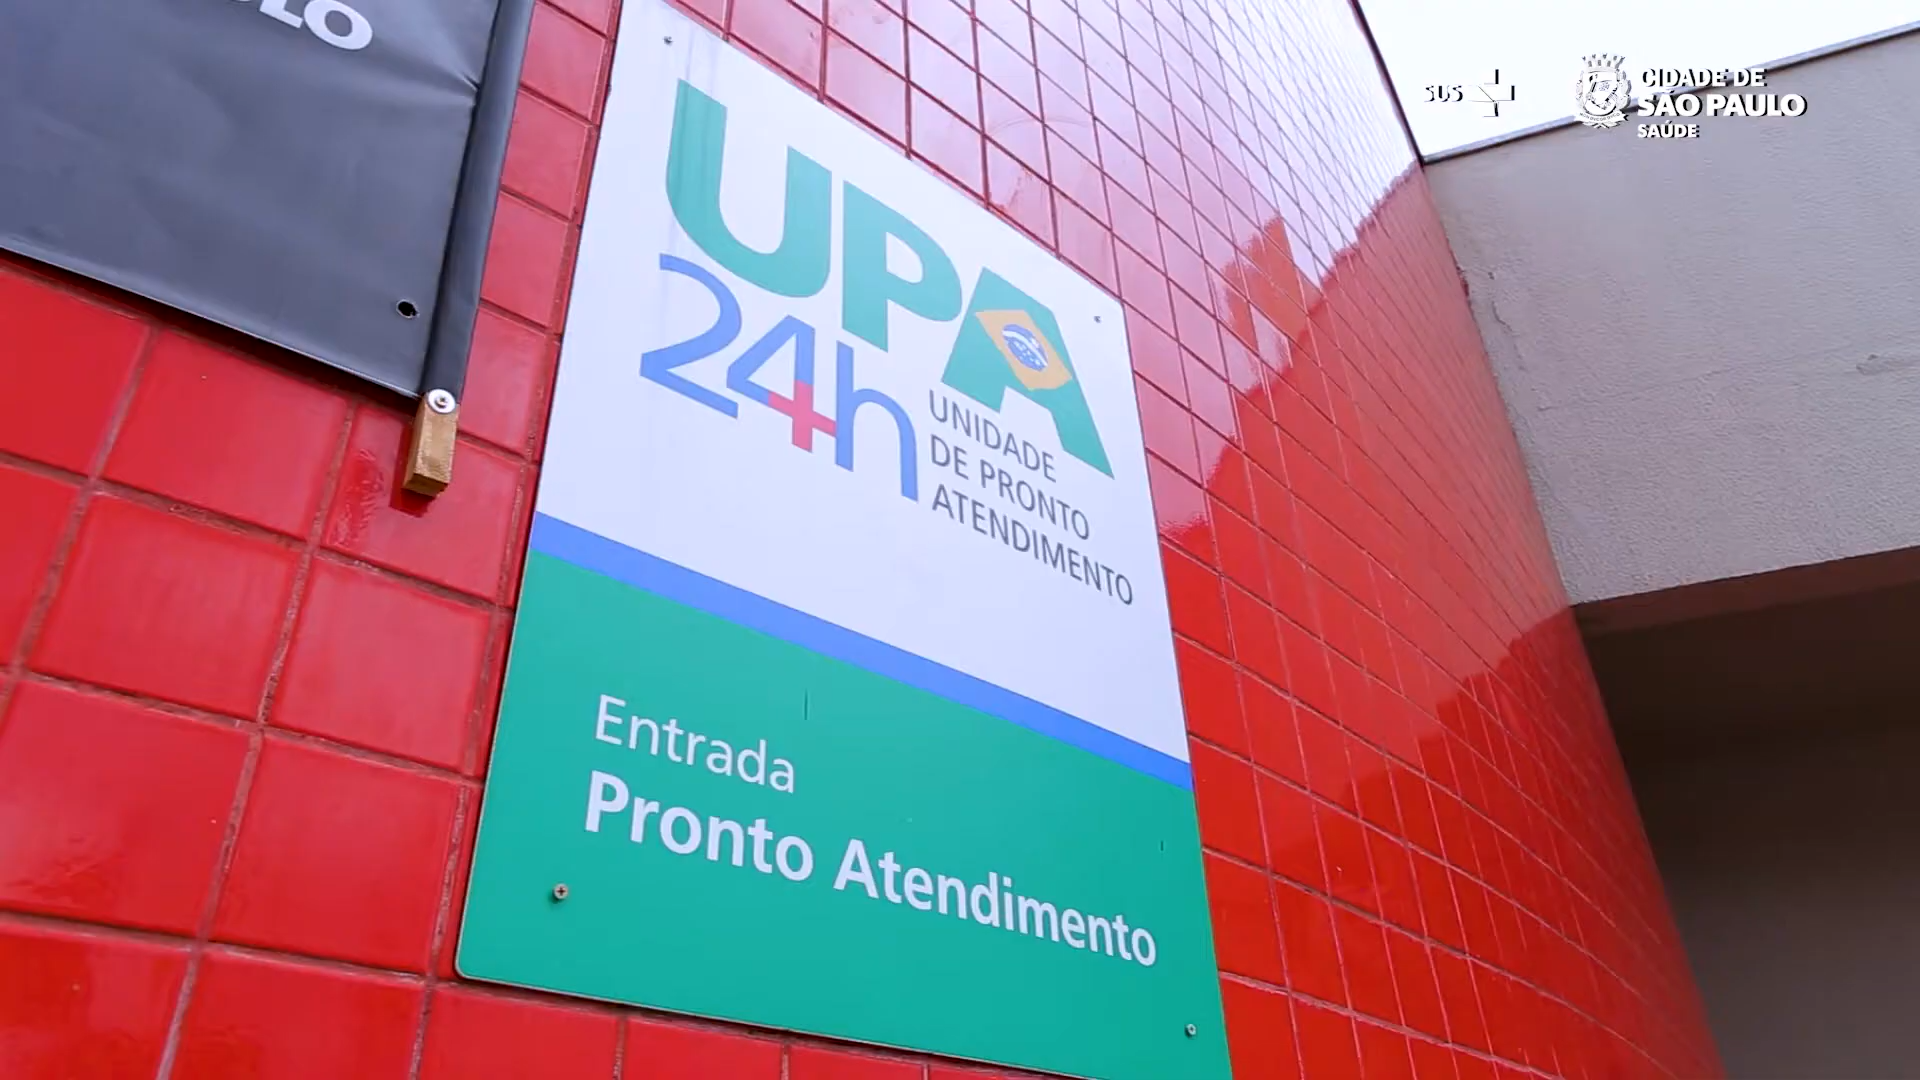 SUS
CIDADE DE
SÃO PAULO
SAÚDE
UPA
24h
UNIDADE
DE PRONTO
ATENDIMENTO
Entrada
Pronto Atendimento